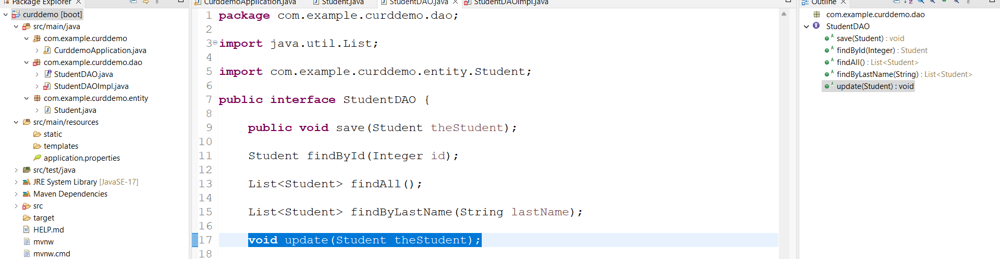 Package Explorer
curddemo [boot]
src/main/java
com.example.curddemo
CurddemoApplication.java
com.example.curddemo.dao
StudentDAO.java
StudentDAOImpl.java
com.example.curddemo.entity
Student.java
src/main/resources
static
templates
application.properties
src/test/java
JRE System Library [JavaSE-17]
Maven Dependencies
src
target
HELP.md
mvnw
mvnw.cmd
CurddemoApplication.java Student.java StudentDAO.java StudentDAOImpl.java
1 package com.example.curddemo.dao;
2
3 import java.util.List;
4
5 import com.example.curddemo.entity.Student;
6
7 public interface StudentDAO {
8
9 public void save(Student theStudent);
10
11 Student findById(Integer id);
12
13 List<Student> findAll();
14
15 List<Student> findByLastName(String lastName);
16
17 void update(Student theStudent);
18
Outline
com.example.curddemo.dao
StudentDAO
save(Student) : void
findById(Integer) : Student
findAll() : List<Student>
findByLastName(String) : List<Student>
update(Student) : void